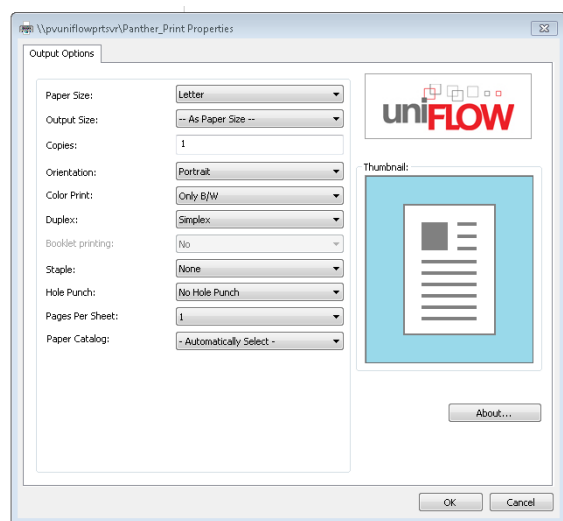 \\pvuniflowprtsvr\Panther_Print Properties
Output Options
Paper Size: Letter
Output Size: -- As Paper Size --
Copies: 1
Orientation: Portrait
Color Print: Only B/W
Duplex: Simplex
Booklet printing: No
Staple: None
Hole Punch: No Hole Punch
Pages Per Sheet: 1
Paper Catalog: - Automatically Select -
uniFLOW
Thumbnail:
About...
OK Cancel